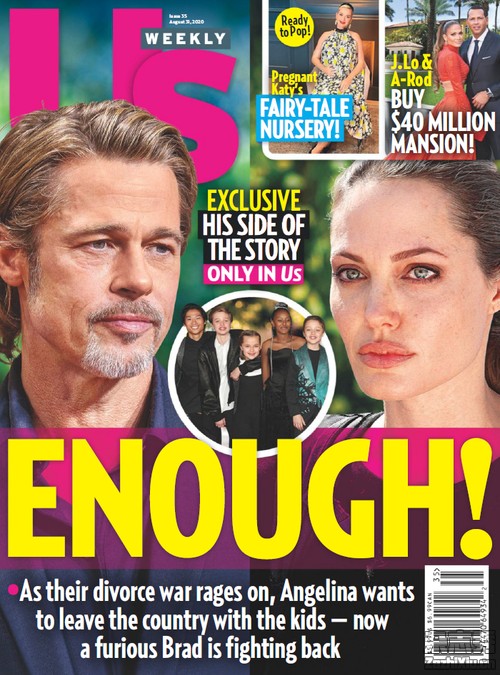 Us
WEEKLY
Issue 35
August 31, 2020
Ready
to Pop!
Pregnant
Katy's
FAIRY-TALE
NURSERY!
J.Lo &
A-Rod
BUY
$40 MILLION
MANSION!
EXCLUSIVE
HIS SIDE OF
THE STORY
ONLY IN Us
ENOUGH!
•As their divorce war rages on, Angelina wants
to leave the country with the kids — now
a furious Brad is fighting back
35>